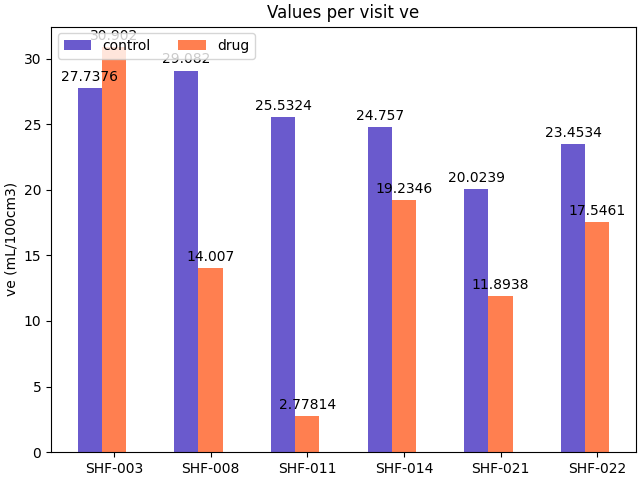 Values per visit ve
control
drug
30.902
27.7376
29.082
25.5324
24.757
20.0239
23.4534
14.007
2.77814
19.2346
11.8938
17.5461
ve (mL/100cm3)
30
25
20
15
10
5
0
SHF-003
SHF-008
SHF-011
SHF-014
SHF-021
SHF-022